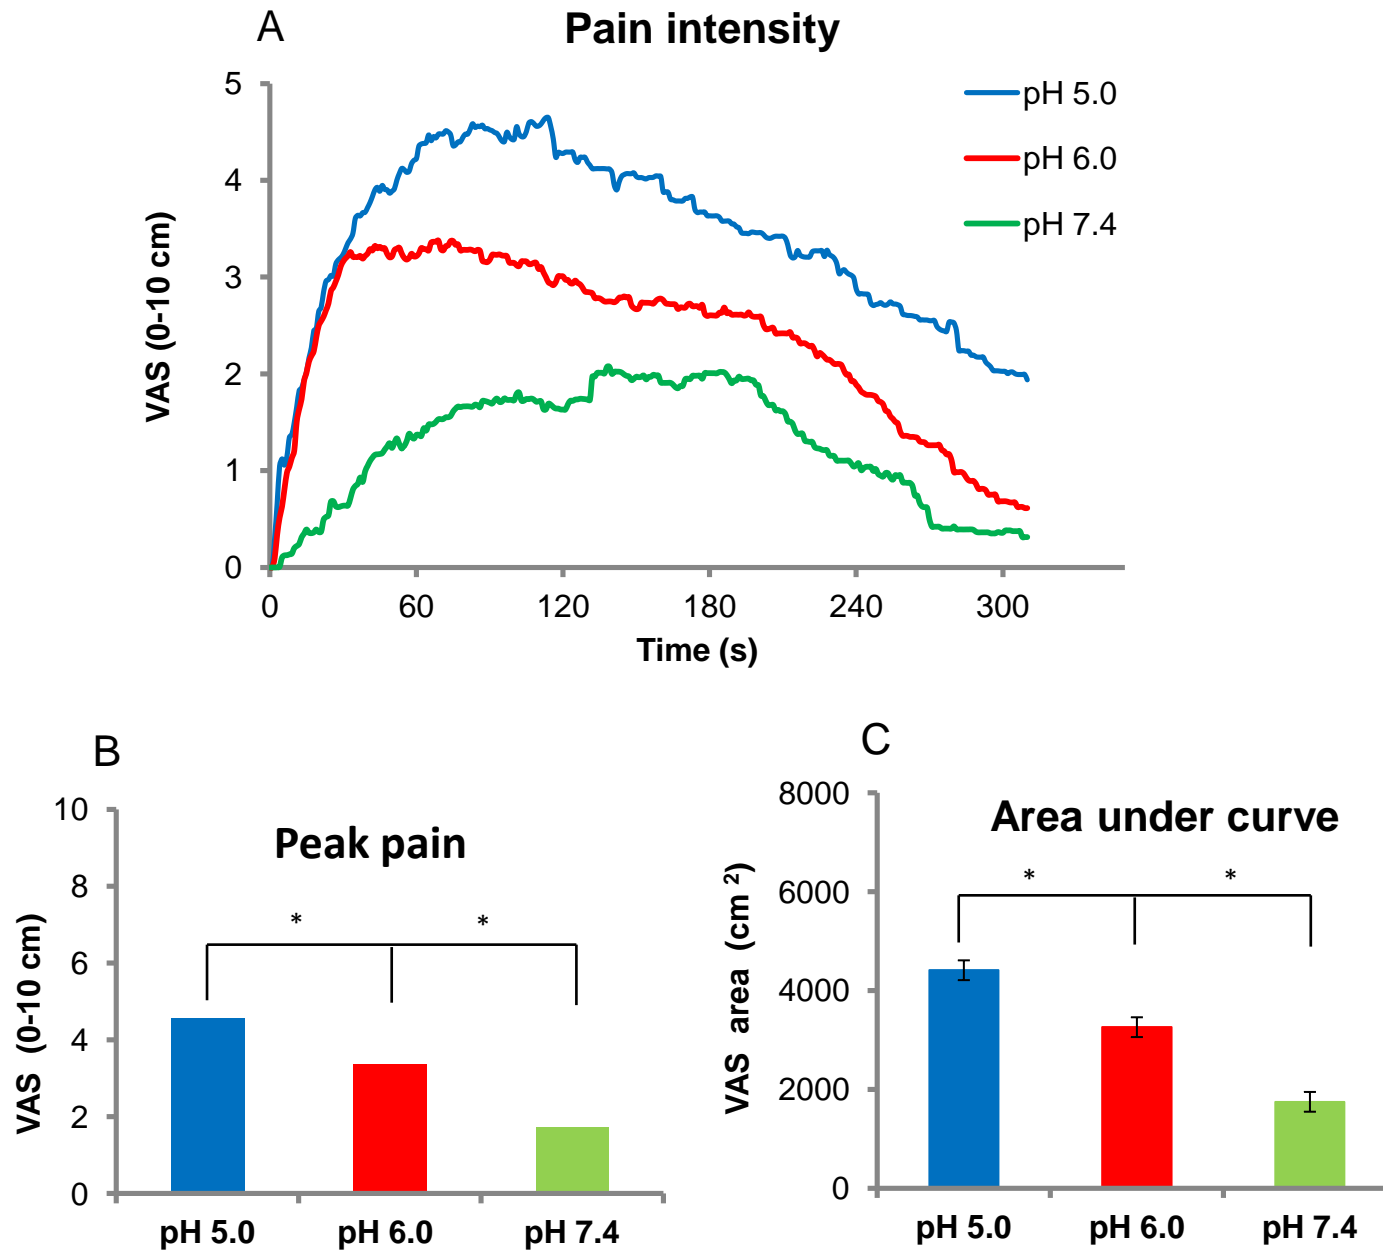 A
Pain intensity
5
4
3
2
1
0
VAS (0-10 cm)
pH 5.0
pH 6.0
pH 7.4
0 60 120 180 240 300
Time (s)
B
Peak pain
10
8
6
4
2
0
VAS (0-10 cm)
* *
pH 5.0 pH 6.0 pH 7.4
C
Area under curve
8000
6000
4000
2000
0
VAS area (cm ²)
* *
pH 5.0 pH 6.0 pH 7.4